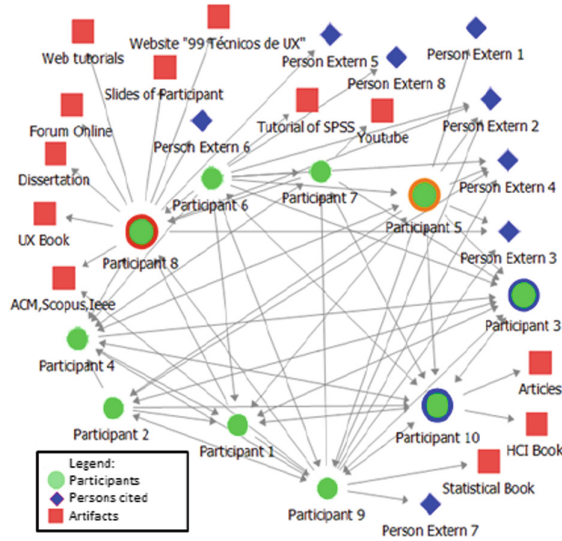 Website "99 Técnicos de UX"
Web tutorials
Person Extern 5
Person Extern 1
Slides of Participant
Person Extern 8
Forum Online
Tutorial of SPSS
Youtube
Person Extern 2
Person Extern 6
Dissertation
Person Extern 4
Participant 6
Participant 7
Participant 5
UX Book
Participant 8
Person Extern 3
ACM,Scopus,Ieee
Participant 3
Participant 4
Articles
Participant 2
Participant 1
Participant 10
HCI Book
Legend:
Participants
Persons cited
Artifacts
Statistical Book
Participant 9
Person Extern 7